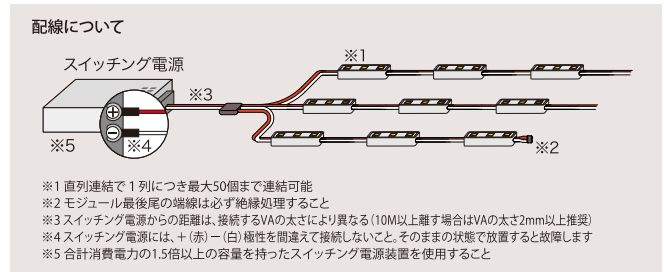 配線について
※1
スイッチング電源
※3
※4
※5
※2
※1 直列連結で１列につき最大50個まで連結可能
※2 モジュール最後尾の端線は必ず絶縁処理すること
※3 スイッチング電源からの距離は、接続するVAの太さにより異なる（10M以上離す場合はVAの太さ2mm以上推奨）
※4 スイッチング電源には、＋（赤）－（白）極性を間違えて接続しないこと。そのままの状態で放置すると故障します
※5 合計消費電力の1.5倍以上の容量を持ったスイッチング電源装置を使用すること